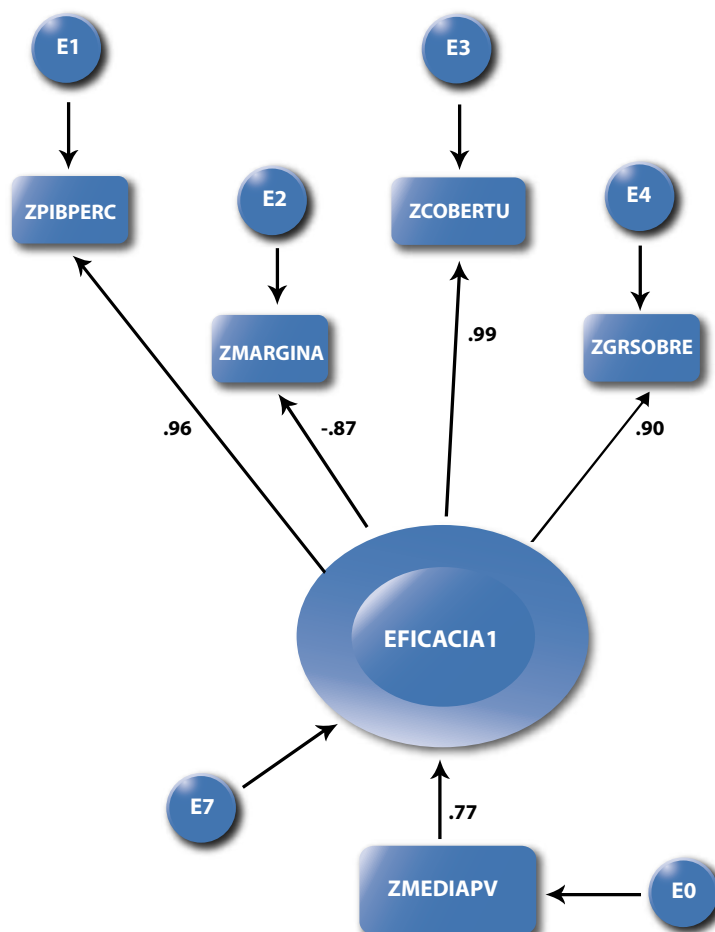 E1
E3
E2
E4
ZPIBPERC
ZCOBERTU
ZMARGINA
ZGRSOBRE
.99
.96
-.87
.90
EFICACIA1
E7
.77
ZMEDIAPV
E0